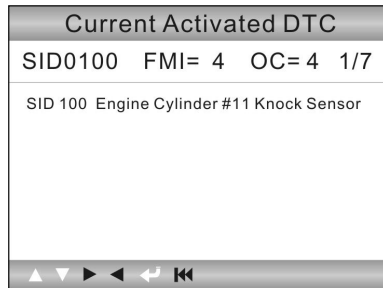 Current Activated DTC
SID0100 FMI= 4 OC= 4 1/7
SID 100 Engine Cylinder #11 Knock Sensor